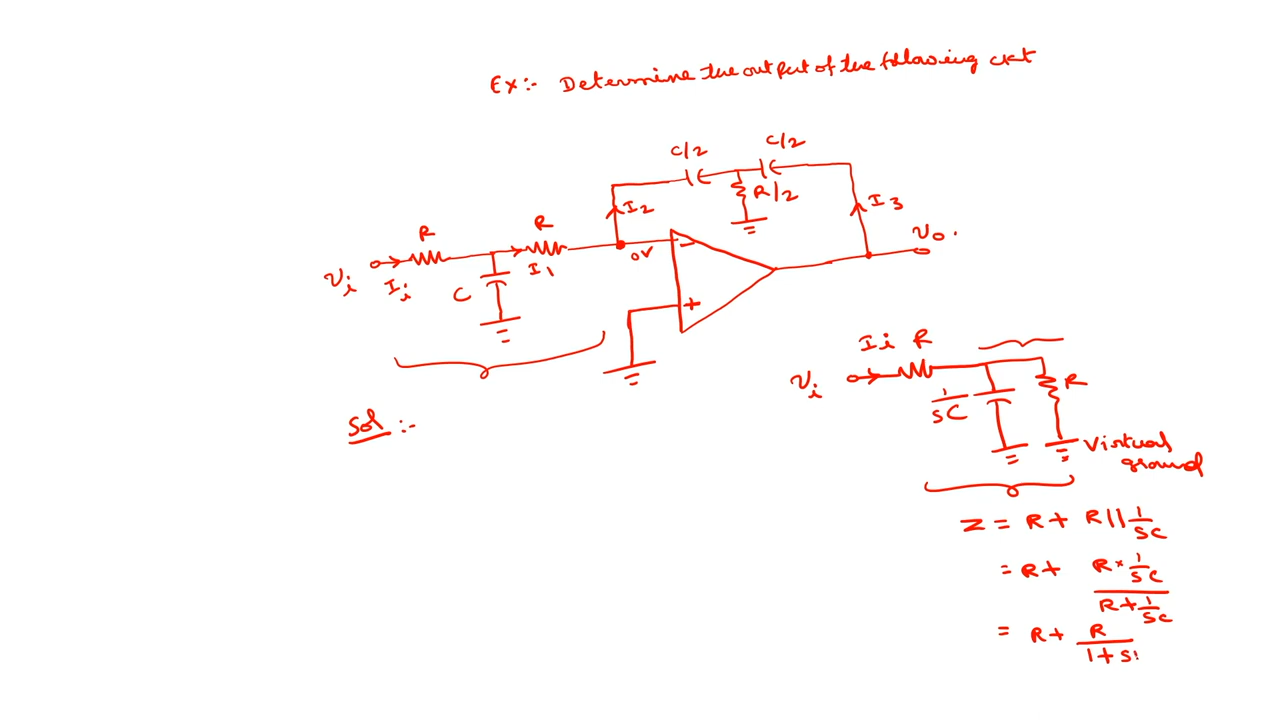 Ex:- Determine the output of the following ckt
C/2
C/2
R/2
I2
I3
R
R
0V
Vo.
Vi
Ii
C
I1
-
+
Ii R
Vi
1/SC
R
Virtual
ground
Sol :-
Z = R + R || 1/SC
= R + (R × 1/SC)/(R + 1/SC)
= R + R/(1 + S